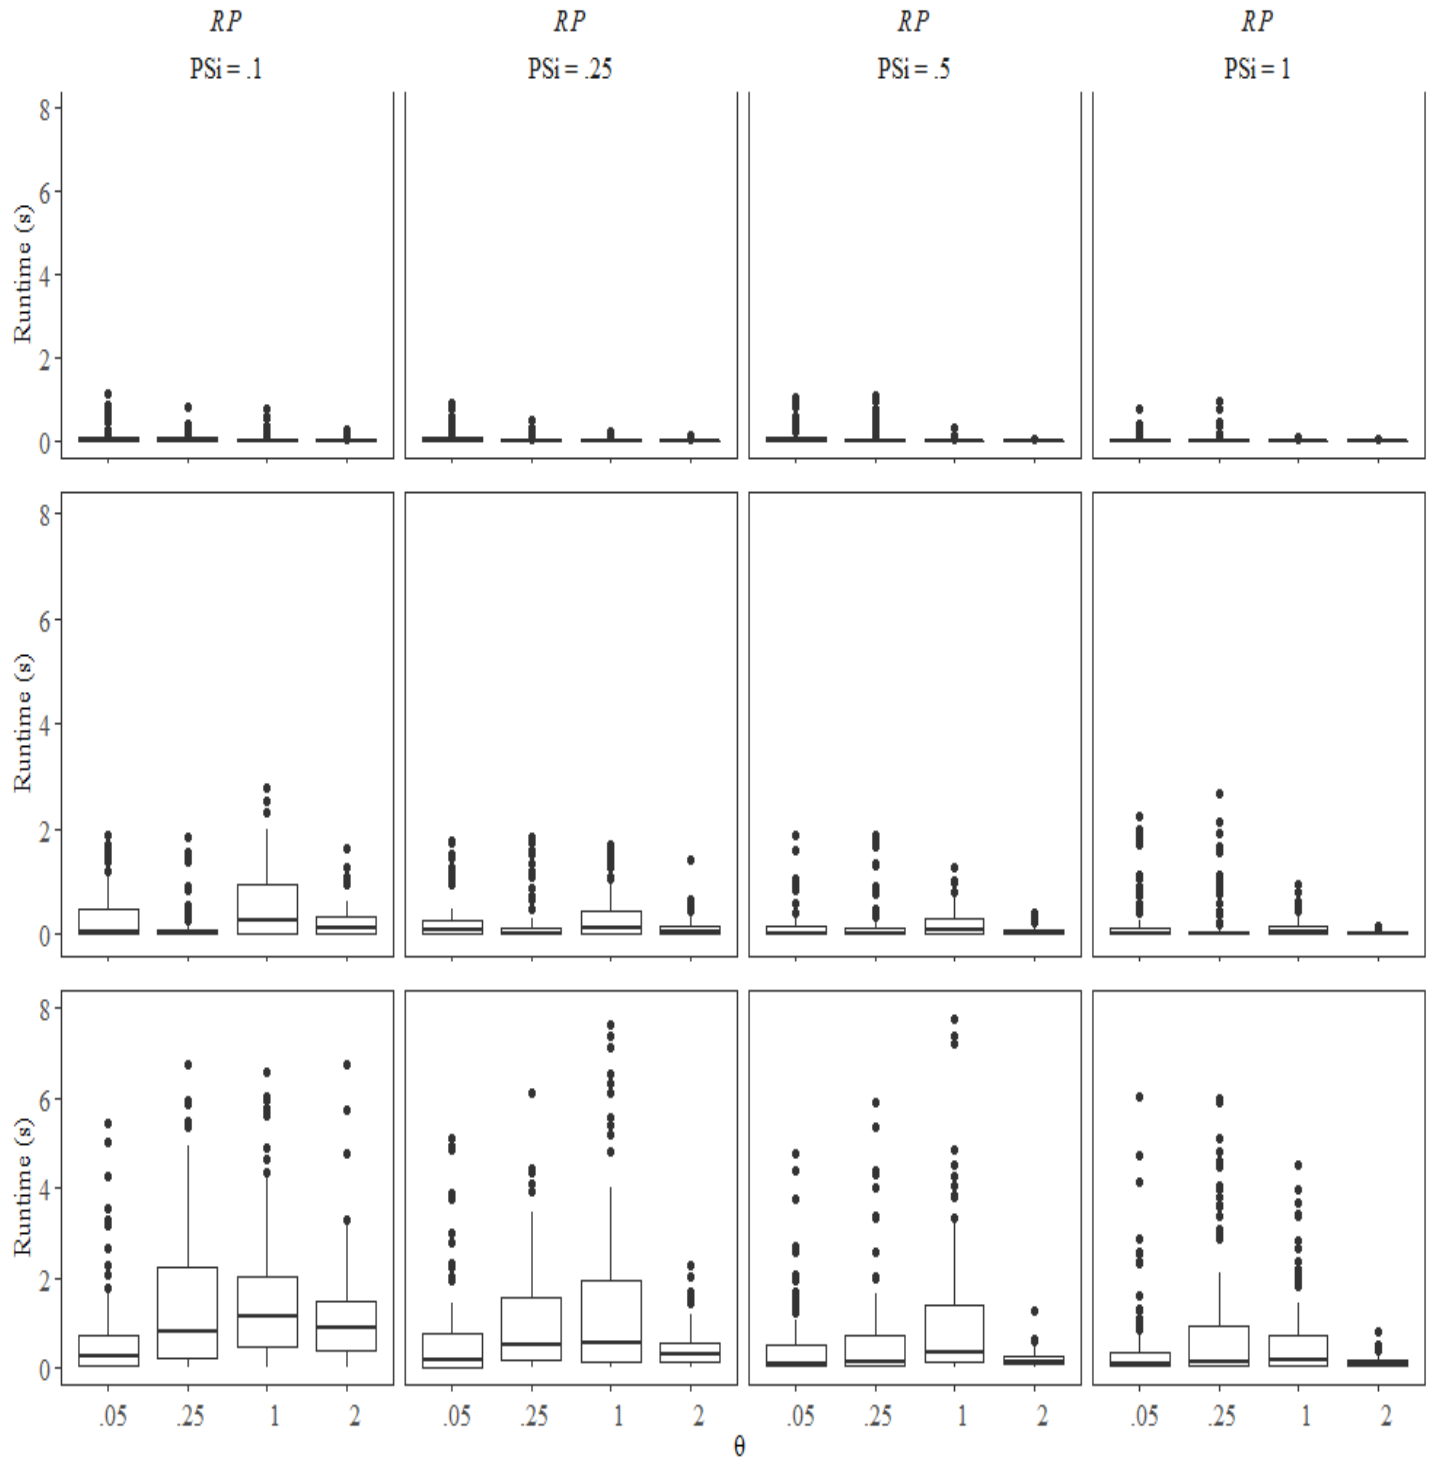 RP RP RP RP
PSi = .1 PSi = .25 PSi = .5 PSi = 1
Runtime (s)
8
6
4
2
0
Runtime (s)
8
6
4
2
0
Runtime (s)
8
6
4
2
0
.05 .25 1 2 .05 .25 1 2 .05 .25 1 2 .05 .25 1 2
θ